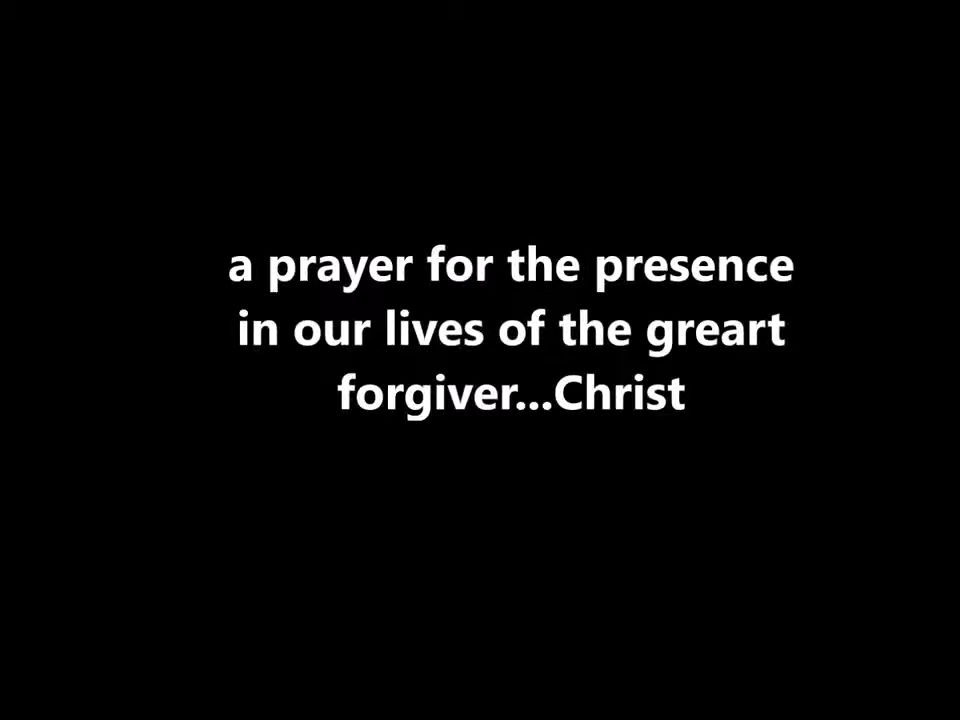 a prayer for the presence
in our lives of the greart
forgiver...Christ